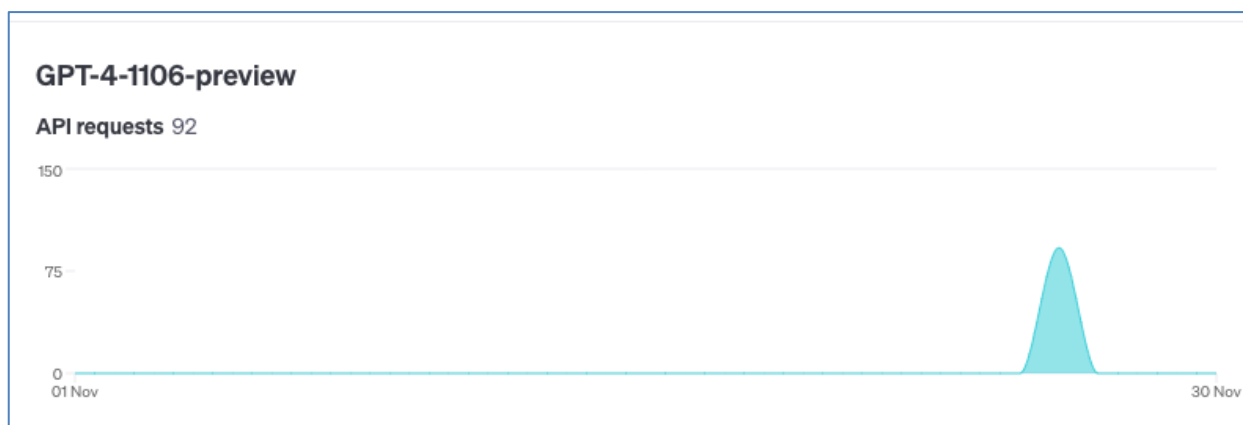 GPT-4-1106-preview
API requests 92
150
75
0
01 Nov 30 Nov